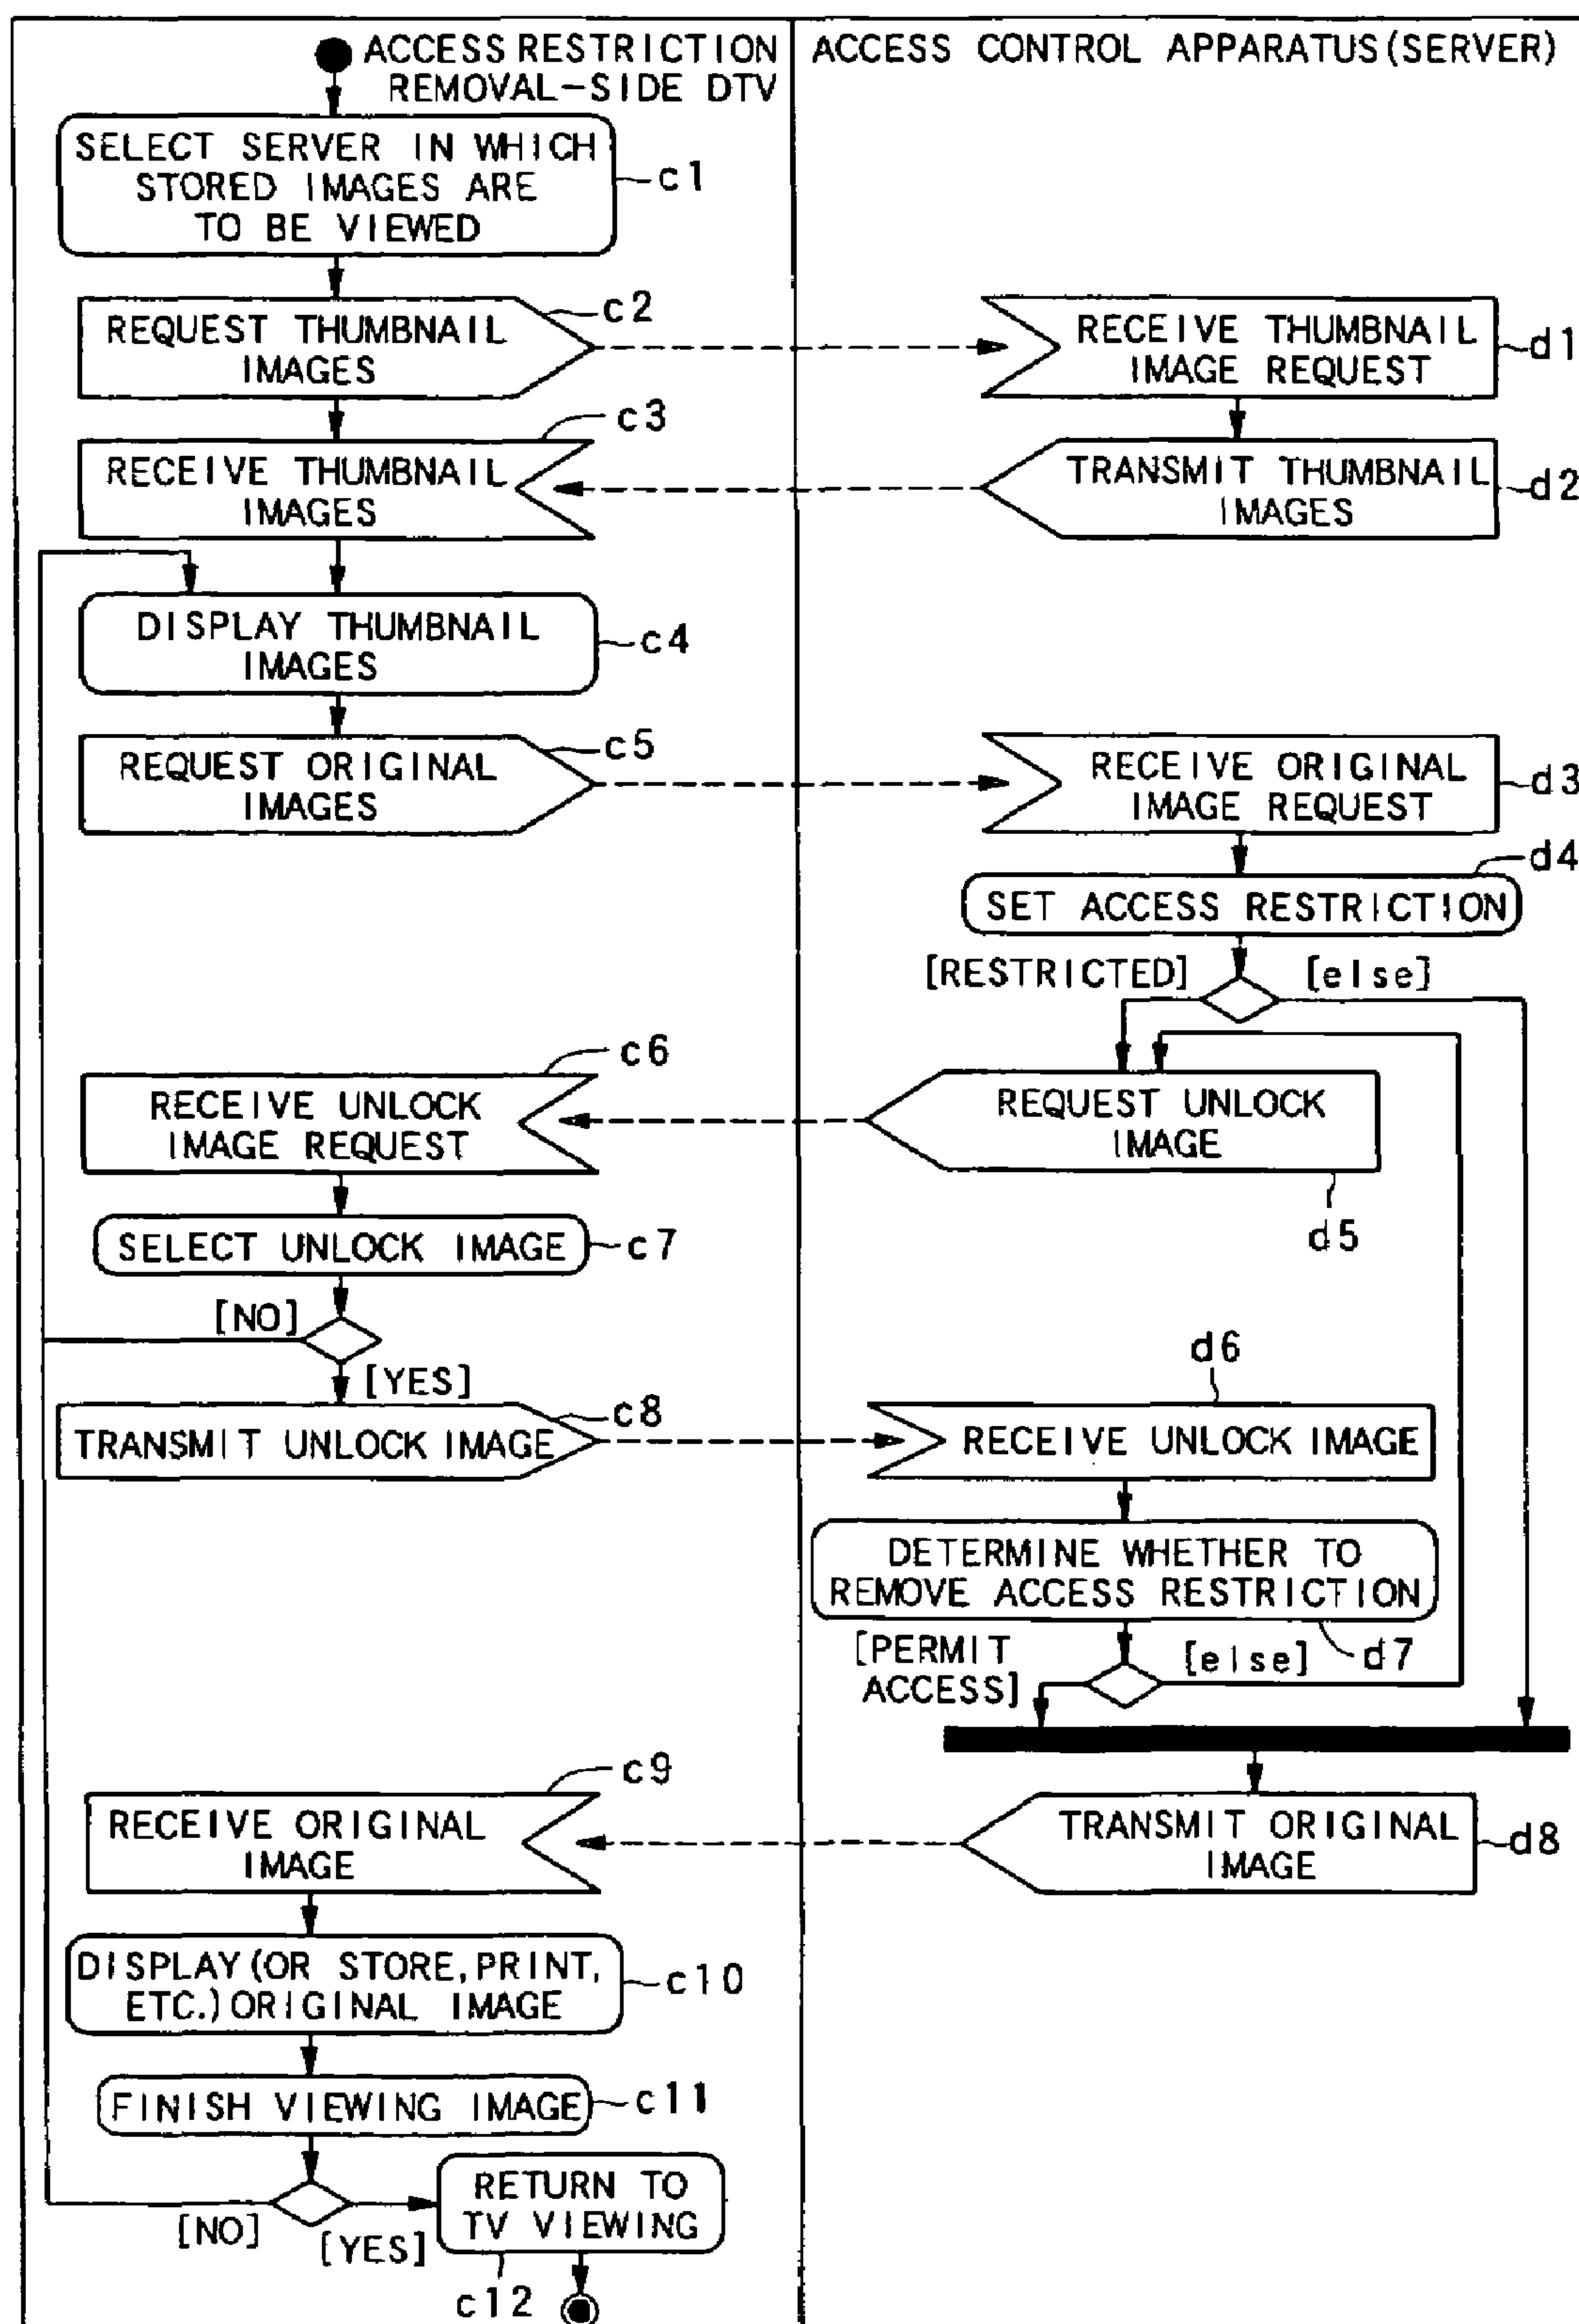 ACCESS RESTRICTION
REMOVAL-SIDE DTV
ACCESS CONTROL APPARATUS(SERVER)
SELECT SERVER IN WHICH
STORED IMAGES ARE
TO BE VIEWED
c1
REQUEST THUMBNAIL
IMAGES
c2
RECEIVE THUMBNAIL
IMAGE REQUEST
d1
RECEIVE THUMBNAIL
IMAGES
c3
TRANSMIT THUMBNAIL
IMAGES
d2
DISPLAY THUMBNAIL
IMAGES
c4
REQUEST ORIGINAL
IMAGES
c5
RECEIVE ORIGINAL
IMAGE REQUEST
d3
d4
SET ACCESS RESTRICTION
[RESTRICTED]
[else]
c6
RECEIVE UNLOCK
IMAGE REQUEST
REQUEST UNLOCK
IMAGE
d5
SELECT UNLOCK IMAGE
c7
[NO]
[YES]
c8
TRANSMIT UNLOCK IMAGE
d6
RECEIVE UNLOCK IMAGE
DETERMINE WHETHER TO
REMOVE ACCESS RESTRICTION
d7
[PERMIT
ACCESS]
[else]
c9
RECEIVE ORIGINAL
IMAGE
TRANSMIT ORIGINAL
IMAGE
d8
DISPLAY(OR STORE,PRINT,
ETC.)ORIGINAL IMAGE
c10
FINISH VIEWING IMAGE
c11
[NO]
[YES]
RETURN TO
TV VIEWING
c12